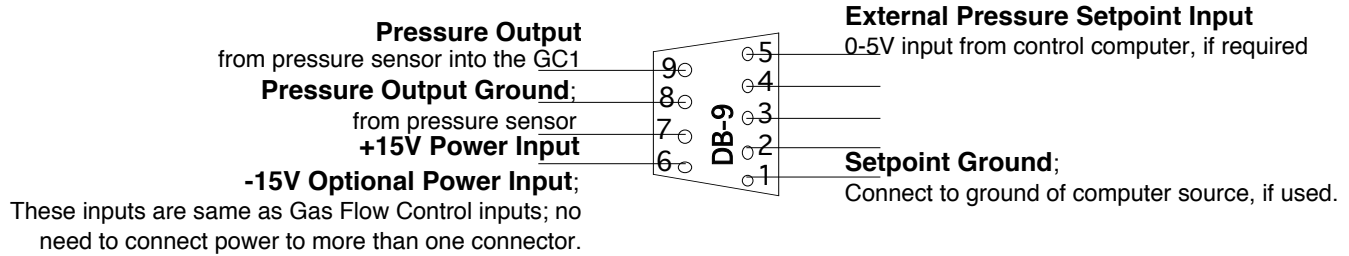 Pressure Output
from pressure sensor into the GC1
Pressure Output Ground;
from pressure sensor
+15V Power Input
-15V Optional Power Input;
These inputs are same as Gas Flow Control inputs; no
need to connect power to more than one connector.
9
8
7
6
DB-9
5
4
3
2
1
External Pressure Setpoint Input
0-5V input from control computer, if required
Setpoint Ground;
Connect to ground of computer source, if used.